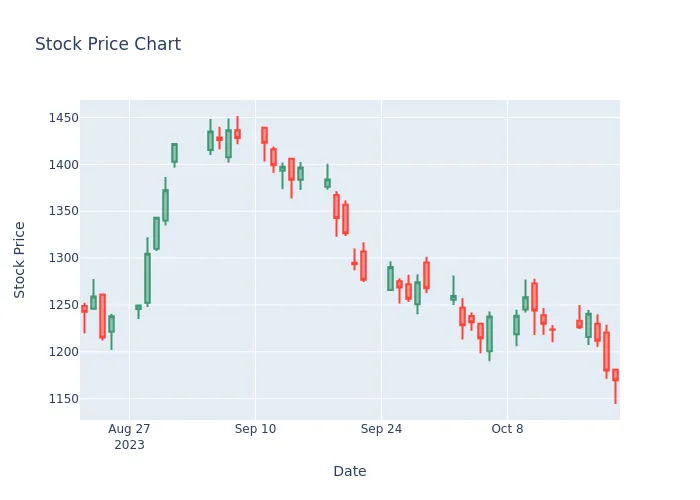 Stock Price Chart
1450
1400
1350
1300
1250
1200
1150
Stock Price
Aug 27
2023
Sep 10
Sep 24
Oct 8
Date